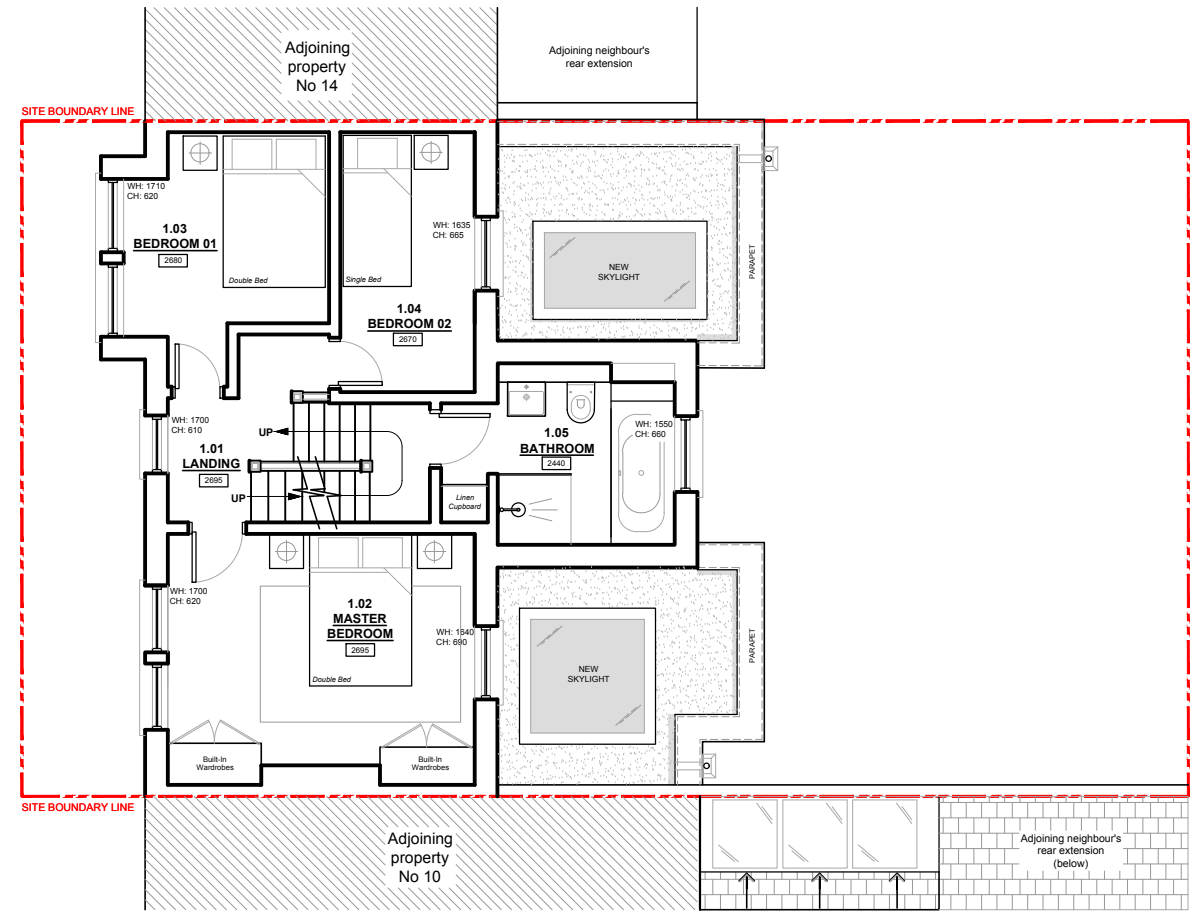 Adjoining
property
No 14
Adjoining neighbour's
rear extension
SITE BOUNDARY LINE
WH: 1710
CH: 620
1.03
BEDROOM 01
2680
Double Bed
Single Bed
WH: 1635
CH: 665
1.04
BEDROOM 02
2670
NEW
SKYLIGHT
PARAPET
WH: 1700
CH: 610
1.01
LANDING
2695
UP
UP
1.05
BATHROOM
2440
WH: 1550
CH: 660
Linen
Cupboard
WH: 1700
CH: 620
1.02
MASTER
BEDROOM
2695
Double Bed
WH: 1640
CH: 690
NEW
SKYLIGHT
PARAPET
Built-In
Wardrobes
Built-In
Wardrobes
SITE BOUNDARY LINE
Adjoining
property
No 10
Adjoining neighbour's
rear extension
(below)